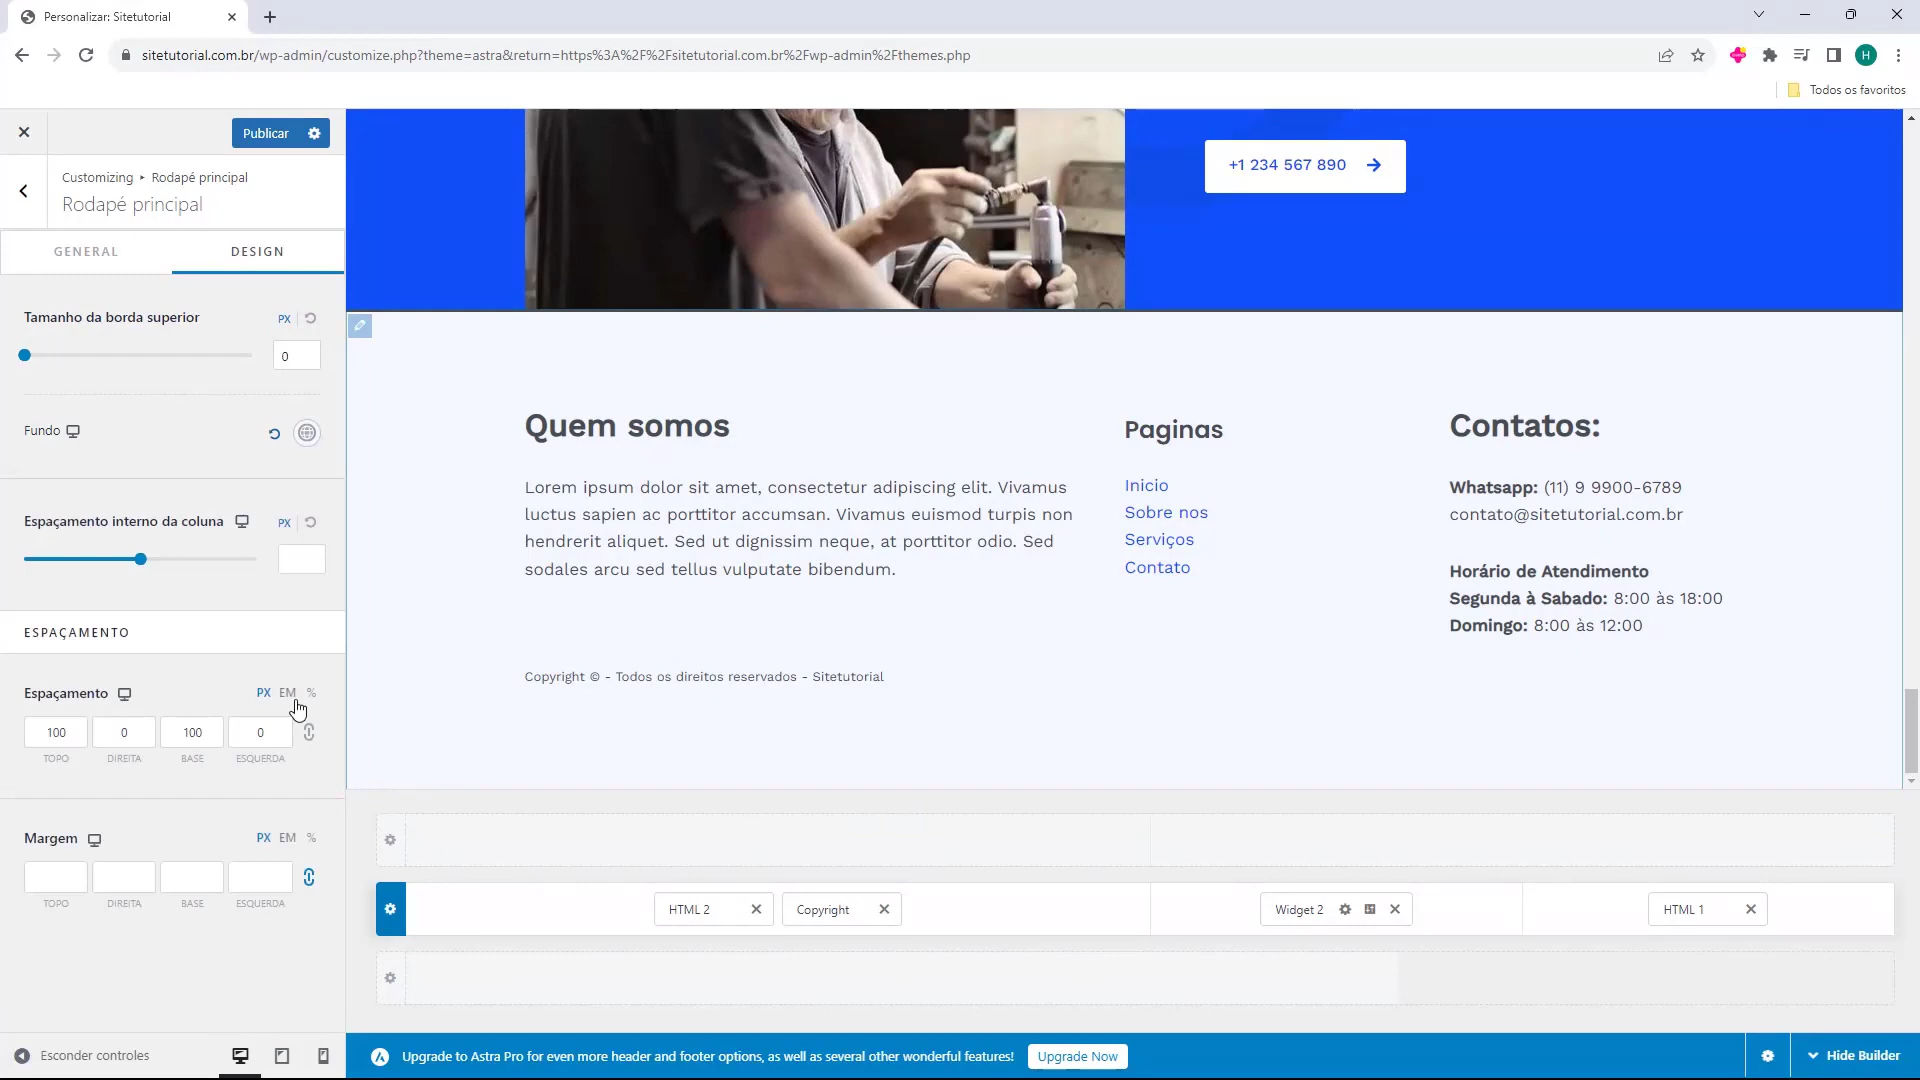 Personalizar: Sitetutorial
sitetutorial.com.br/wp-admin/customize.php?theme=astra&return=https%3A%2F%2Fsitetutorial.com.br%2Fwp-admin%2Fthemes.php
H
Todos os favoritos
Publicar
Customizing ▸ Rodapé principal
Rodapé principal
GENERAL
DESIGN
Tamanho da borda superior
PX
0
Fundo
Espaçamento interno da coluna
PX
ESPAÇAMENTO
Espaçamento
PX EM %
100 0 100 0
TOPO DIREITA BASE ESQUERDA
Margem
PX EM %
TOPO DIREITA BASE ESQUERDA
Esconder controles
+1 234 567 890
Quem somos
Lorem ipsum dolor sit amet, consectetur adipiscing elit. Vivamus
luctus sapien ac porttitor accumsan. Vivamus euismod turpis non
hendrerit aliquet. Sed ut dignissim neque, at porttitor odio. Sed
sodales arcu sed tellus vulputate bibendum.
Copyright © - Todos os direitos reservados - Sitetutorial
Paginas
Inicio
Sobre nos
Serviços
Contato
Contatos:
Whatsapp: (11) 9 9900-6789
contato@sitetutorial.com.br
Horário de Atendimento
Segunda à Sabado: 8:00 às 18:00
Domingo: 8:00 às 12:00
HTML 2
Copyright
Widget 2
HTML 1
Upgrade to Astra Pro for even more header and footer options, as well as several other wonderful features!
Upgrade Now
Hide Builder